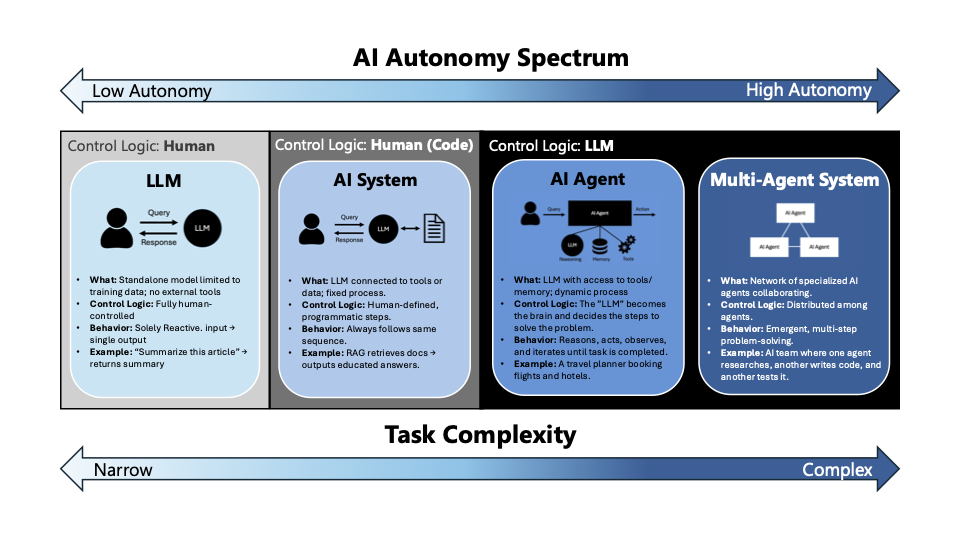 AI Autonomy Spectrum
Low Autonomy
High Autonomy
Control Logic: Human
LLM
Query
LLM
Response
• What: Standalone model limited to
training data; no external tools
• Control Logic: Fully human-
controlled
• Behavior: Solely Reactive. input →
single output
• Example: “Summarize this article” →
returns summary
Control Logic: Human (Code)
AI System
Query
LLM
Response
• What: LLM connected to tools or
data; fixed process.
• Control Logic: Human-defined,
programmatic steps.
• Behavior: Always follows same
sequence.
• Example: RAG retrieves docs →
outputs educated answers.
Control Logic: LLM
AI Agent
Query
AI Agent
Action
LLM
Reasoning
Memory
Tools
• What: LLM with access to tools/
memory; dynamic process
• Control Logic: The “LLM” becomes
the brain and decides the steps to
solve the problem.
• Behavior: Reasons, acts, observes,
and iterates until task is completed.
• Example: A travel planner booking
flights and hotels.
Multi-Agent System
AI Agent
AI Agent
AI Agent
• What: Network of specialized AI
agents collaborating.
• Control Logic: Distributed among
agents.
• Behavior: Emergent, multi-step
problem-solving.
• Example: AI team where one agent
researches, another writes code, and
another tests it.
Task Complexity
Narrow
Complex